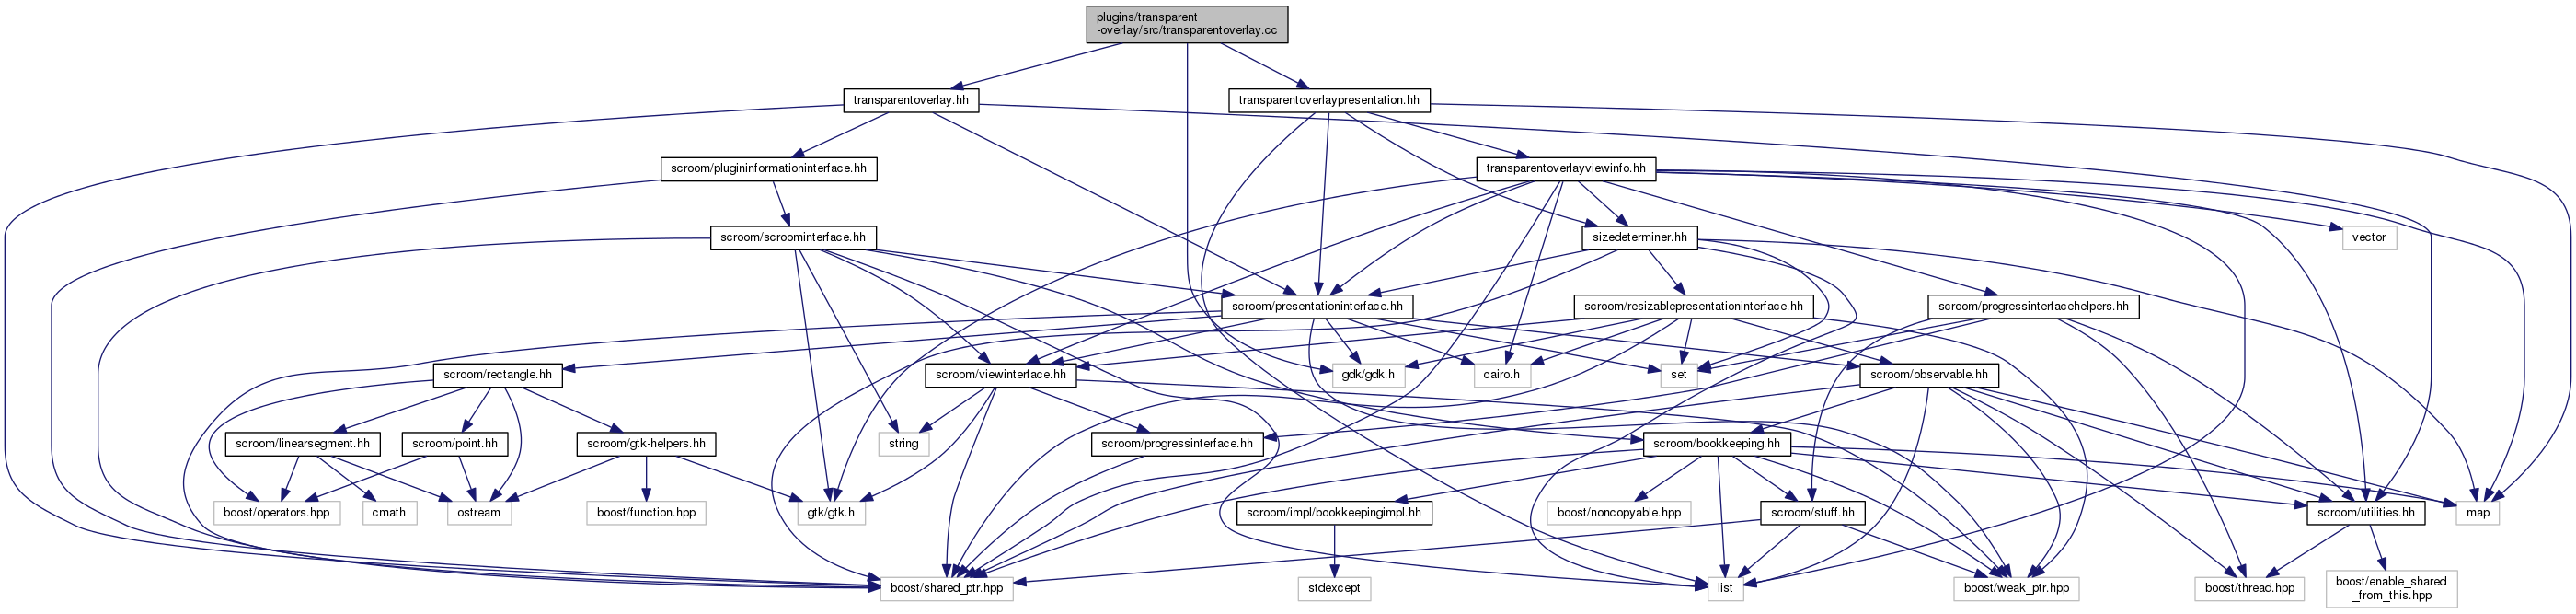 plugins/transparent
-overlay/src/transparentoverlay.cc
transparentoverlay.hh
transparentoverlaypresentation.hh
scroom/plugininformationinterface.hh
transparentoverlayviewinfo.hh
scroom/scroominterface.hh
sizedeterminer.hh
vector
scroom/presentationinterface.hh
scroom/resizablepresentationinterface.hh
scroom/progressinterfacehelpers.hh
scroom/rectangle.hh
scroom/viewinterface.hh
gdk/gdk.h
cairo.h
set
scroom/observable.hh
scroom/linearsegment.hh
scroom/point.hh
scroom/gtk-helpers.hh
string
scroom/progressinterface.hh
scroom/bookkeeping.hh
boost/operators.hpp
cmath
ostream
boost/function.hpp
gtk/gtk.h
scroom/impl/bookkeepingimpl.hh
boost/noncopyable.hpp
scroom/stuff.hh
scroom/utilities.hh
map
boost/shared_ptr.hpp
stdexcept
list
boost/weak_ptr.hpp
boost/thread.hpp
boost/enable_shared
_from_this.hpp